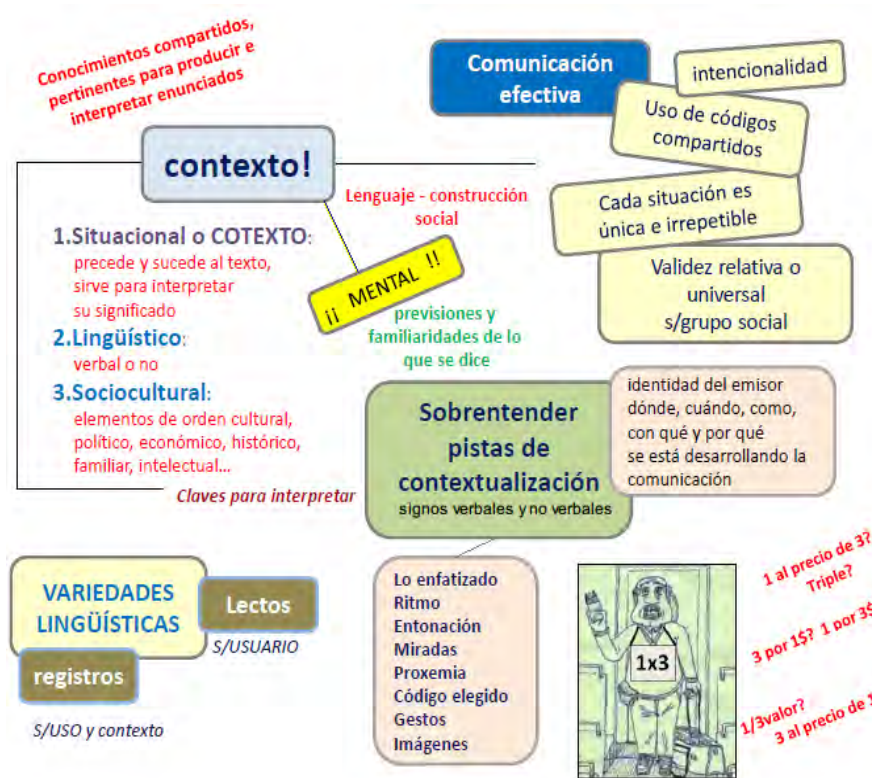 Conocimientos compartidos,
pertinentes para producir e
interpretar enunciados
contexto!
1.Situacional o COTEXTO:
precede y sucede al texto,
sirve para interpretar
su significado
2.Lingüístico:
verbal o no
3.Sociocultural:
elementos de orden cultural,
político, económico, histórico,
familiar, intelectual...
Claves para interpretar
Lenguaje - construcción
social
¡¡ MENTAL !!
previsiones y
familiaridades de lo
que se dice
Comunicación
efectiva
intencionalidad
Uso de códigos
compartidos
Cada situación es
única e irrepetible
Validez relativa o
universal
s/grupo social
Sobrentender
pistas de
contextualización
signos verbales y no verbales
identidad del emisor
dónde, cuándo, como,
con qué y por qué
se está desarrollando la
comunicación
VARIEDADES
LINGÜÍSTICAS
Lectos
S/USUARIO
registros
S/USO y contexto
Lo enfatizado
Ritmo
Entonación
Miradas
Proxemia
Código elegido
Gestos
Imágenes
1x3
1 al precio de 3?
Triple?
3 por 1$? 1 por 3$
1/3valor?
3 al precio de 1